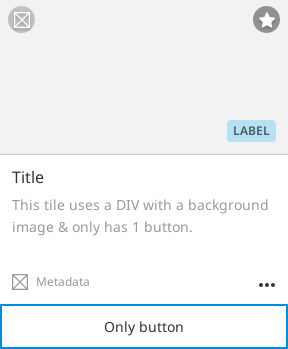 LABEL
Title
This tile uses a DIV with a background
image & only has 1 button.
Metadata
Only button